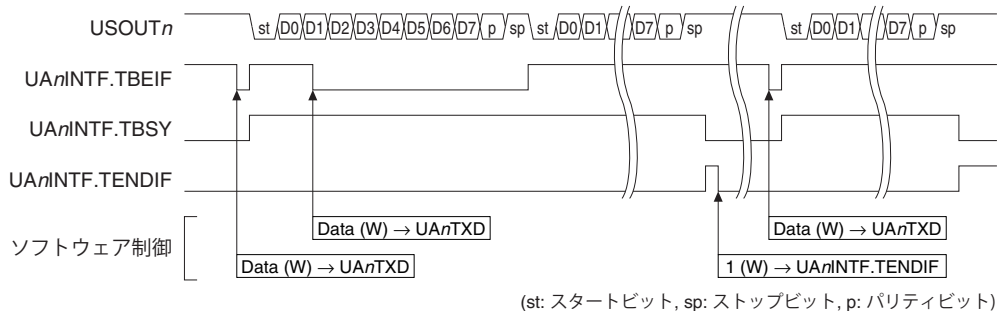 USOUTn st D0 D1 D2 D3 D4 D5 D6 D7 p sp st D0 D1 D7 p sp st D0 D1 D7 p sp
UAnINTF.TBEIF
UAnINTF.TBSY
UAnINTF.TENDIF
ソフトウェア制御
Data (W) → UAnTXD Data (W) → UAnTXD
Data (W) → UAnTXD 1 (W) → UAnINTF.TENDIF
(st: スタートビット, sp: ストップビット, p: パリティビット)